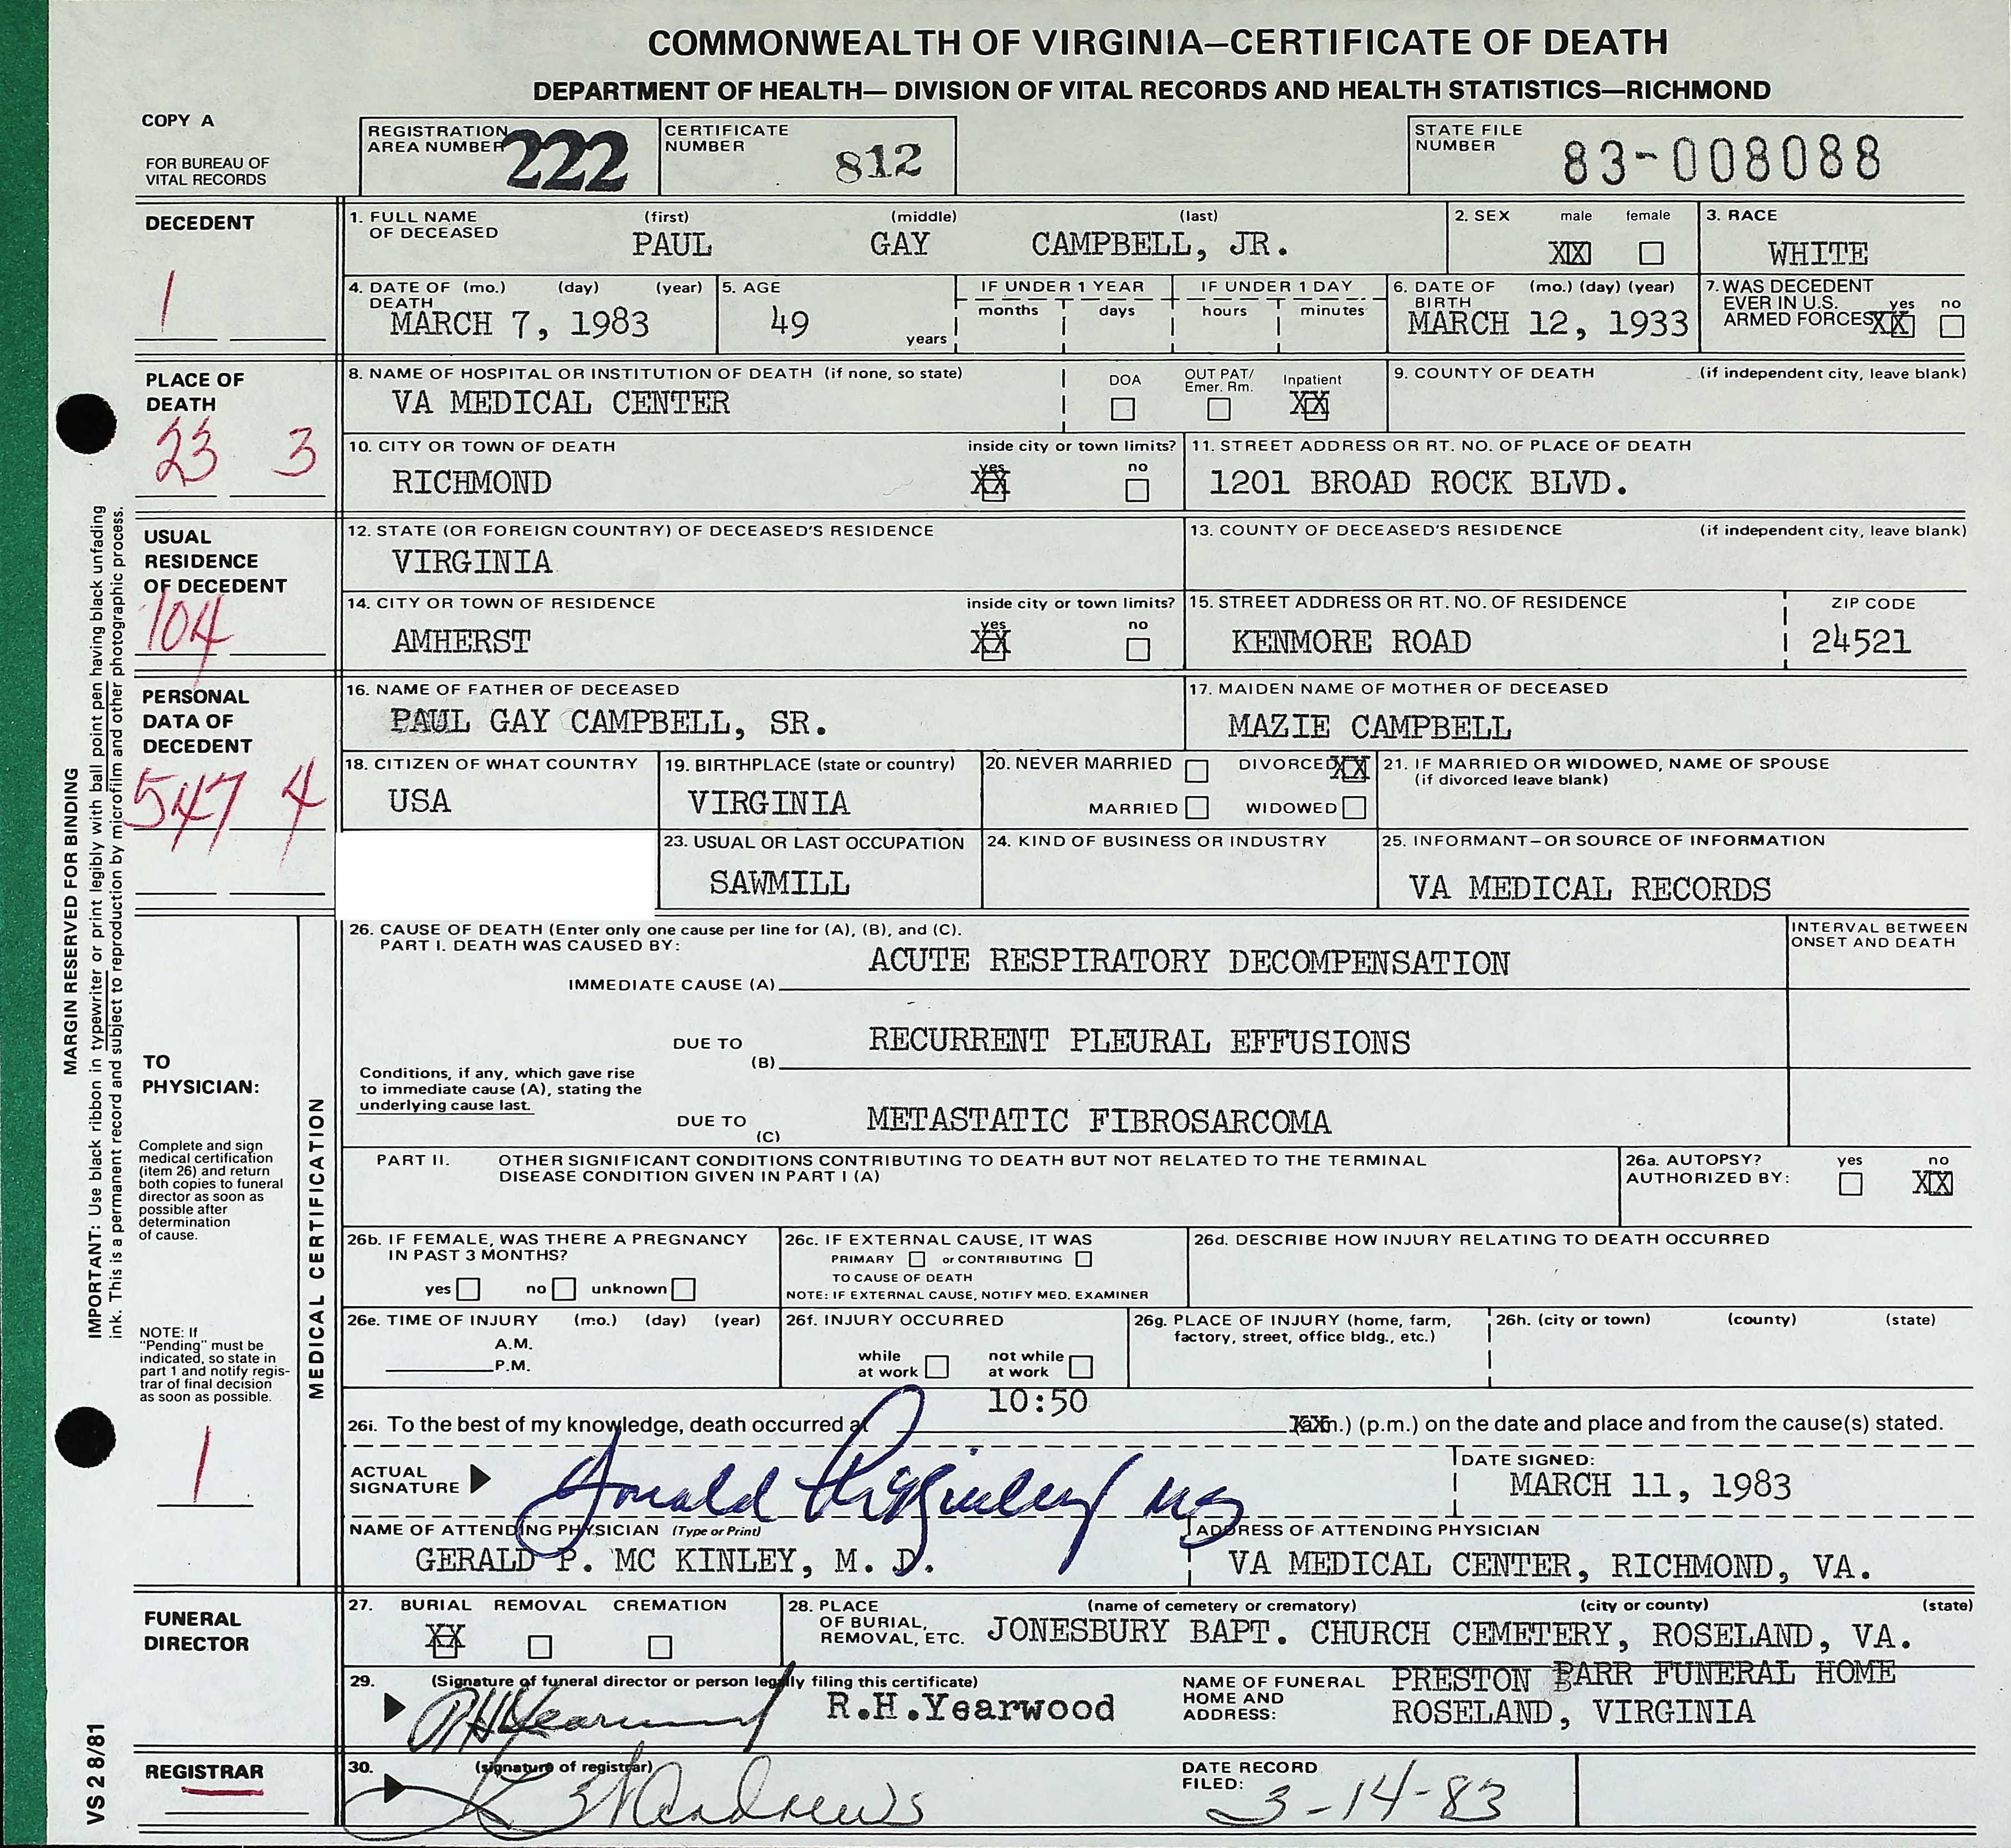 COMMONWEALTH OF VIRGINIA—CERTIFICATE OF DEATH
DEPARTMENT OF HEALTH— DIVISION OF VITAL RECORDS AND HEALTH STATISTICS—RICHMOND
COPY A
FOR BUREAU OF
VITAL RECORDS
REGISTRATION
AREA NUMBER 222
CERTIFICATE
NUMBER 812
STATE FILE
NUMBER 83-008088
DECEDENT
1
1. FULL NAME OF DECEASED (first) (middle) (last)
PAUL GAY CAMPBELL, JR.
2. SEX male female
XX
3. RACE
WHITE
4. DATE OF DEATH (mo.) (day) (year)
MARCH 7, 1983
5. AGE
49 years
IF UNDER 1 YEAR
months days
IF UNDER 1 DAY
hours minutes
6. DATE OF BIRTH (mo.) (day) (year)
MARCH 12, 1933
7. WAS DECEDENT
EVER IN U.S.
ARMED FORCES yes no
XX
PLACE OF
DEATH
23 3
8. NAME OF HOSPITAL OR INSTITUTION OF DEATH (if none, so state)
VA MEDICAL CENTER
DOA OUT PAT/ Emer. Rm. Inpatient
XX
9. COUNTY OF DEATH (if independent city, leave blank)
10. CITY OR TOWN OF DEATH inside city or town limits?
RICHMOND yes no
XX
11. STREET ADDRESS OR RT. NO. OF PLACE OF DEATH
1201 BROAD ROCK BLVD.
USUAL
RESIDENCE
OF DECEDENT
104
12. STATE (OR FOREIGN COUNTRY) OF DECEASED'S RESIDENCE
VIRGINIA
13. COUNTY OF DECEASED'S RESIDENCE (if independent city, leave blank)
14. CITY OR TOWN OF RESIDENCE inside city or town limits?
AMHERST yes no
XX
15. STREET ADDRESS OR RT. NO. OF RESIDENCE
KENMORE ROAD
ZIP CODE
24521
PERSONAL
DATA OF
DECEDENT
547 4
16. NAME OF FATHER OF DECEASED
PAUL GAY CAMPBELL, SR.
17. MAIDEN NAME OF MOTHER OF DECEASED
MAZIE CAMPBELL
18. CITIZEN OF WHAT COUNTRY
USA
19. BIRTHPLACE (state or country)
VIRGINIA
20. NEVER MARRIED DIVORCED XX
MARRIED WIDOWED
21. IF MARRIED OR WIDOWED, NAME OF SPOUSE
(if divorced leave blank)
23. USUAL OR LAST OCCUPATION
SAWMILL
24. KIND OF BUSINESS OR INDUSTRY
25. INFORMANT—OR SOURCE OF INFORMATION
VA MEDICAL RECORDS
MARGIN RESERVED FOR BINDING
IMPORTANT: Use black ribbon in typewriter or print legibly with ball point pen having black unfading
ink. This is a permanent record and subject to reproduction by microfilm and other photographic process.
TO
PHYSICIAN:
Complete and sign
medical certification
(item 26) and return
both copies to funeral
director as soon as
possible after
determination
of cause.
NOTE: If
"Pending" must be
indicated, so state in
part 1 and notify regis-
trar of final decision
as soon as possible.
1
MEDICAL CERTIFICATION
26. CAUSE OF DEATH (Enter only one cause per line for (A), (B), and (C).
PART I. DEATH WAS CAUSED BY:
INTERVAL BETWEEN
ONSET AND DEATH
IMMEDIATE CAUSE (A) ACUTE RESPIRATORY DECOMPENSATION
DUE TO (B) RECURRENT PLEURAL EFFUSIONS
Conditions, if any, which gave rise
to immediate cause (A), stating the
underlying cause last.
DUE TO (C) METASTATIC FIBROSARCOMA
PART II. OTHER SIGNIFICANT CONDITIONS CONTRIBUTING TO DEATH BUT NOT RELATED TO THE TERMINAL
DISEASE CONDITION GIVEN IN PART I (A)
26a. AUTOPSY? yes no
AUTHORIZED BY: XX
26b. IF FEMALE, WAS THERE A PREGNANCY
IN PAST 3 MONTHS?
yes no unknown
26c. IF EXTERNAL CAUSE, IT WAS
PRIMARY or CONTRIBUTING
TO CAUSE OF DEATH
NOTE: IF EXTERNAL CAUSE, NOTIFY MED. EXAMINER
26d. DESCRIBE HOW INJURY RELATING TO DEATH OCCURRED
26e. TIME OF INJURY (mo.) (day) (year)
A.M.
P.M.
26f. INJURY OCCURRED
while at work not while at work
26g. PLACE OF INJURY (home, farm,
factory, street, office bldg., etc.)
26h. (city or town) (county) (state)
10:50
26i. To the best of my knowledge, death occurred at (a.m.) (p.m.) on the date and place and from the cause(s) stated.
ACTUAL
SIGNATURE
DATE SIGNED:
MARCH 11, 1983
NAME OF ATTENDING PHYSICIAN (Type or Print)
GERALD P. MC KINLEY, M. D.
ADDRESS OF ATTENDING PHYSICIAN
VA MEDICAL CENTER, RICHMOND, VA.
FUNERAL
DIRECTOR
27. BURIAL REMOVAL CREMATION
XX
28. PLACE
OF BURIAL,
REMOVAL, ETC.
(name of cemetery or crematory) (city or county) (state)
JONESBURY BAPT. CHURCH CEMETERY, ROSELAND, VA.
29. (Signature of funeral director or person legally filing this certificate)
RHYearwood R.H.Yearwood
NAME OF FUNERAL
HOME AND
ADDRESS:
PRESTON PARR FUNERAL HOME
ROSELAND, VIRGINIA
REGISTRAR
30. (signature of registrar)
Andrews
DATE RECORD
FILED:
3-14-83
VS 2 8/81